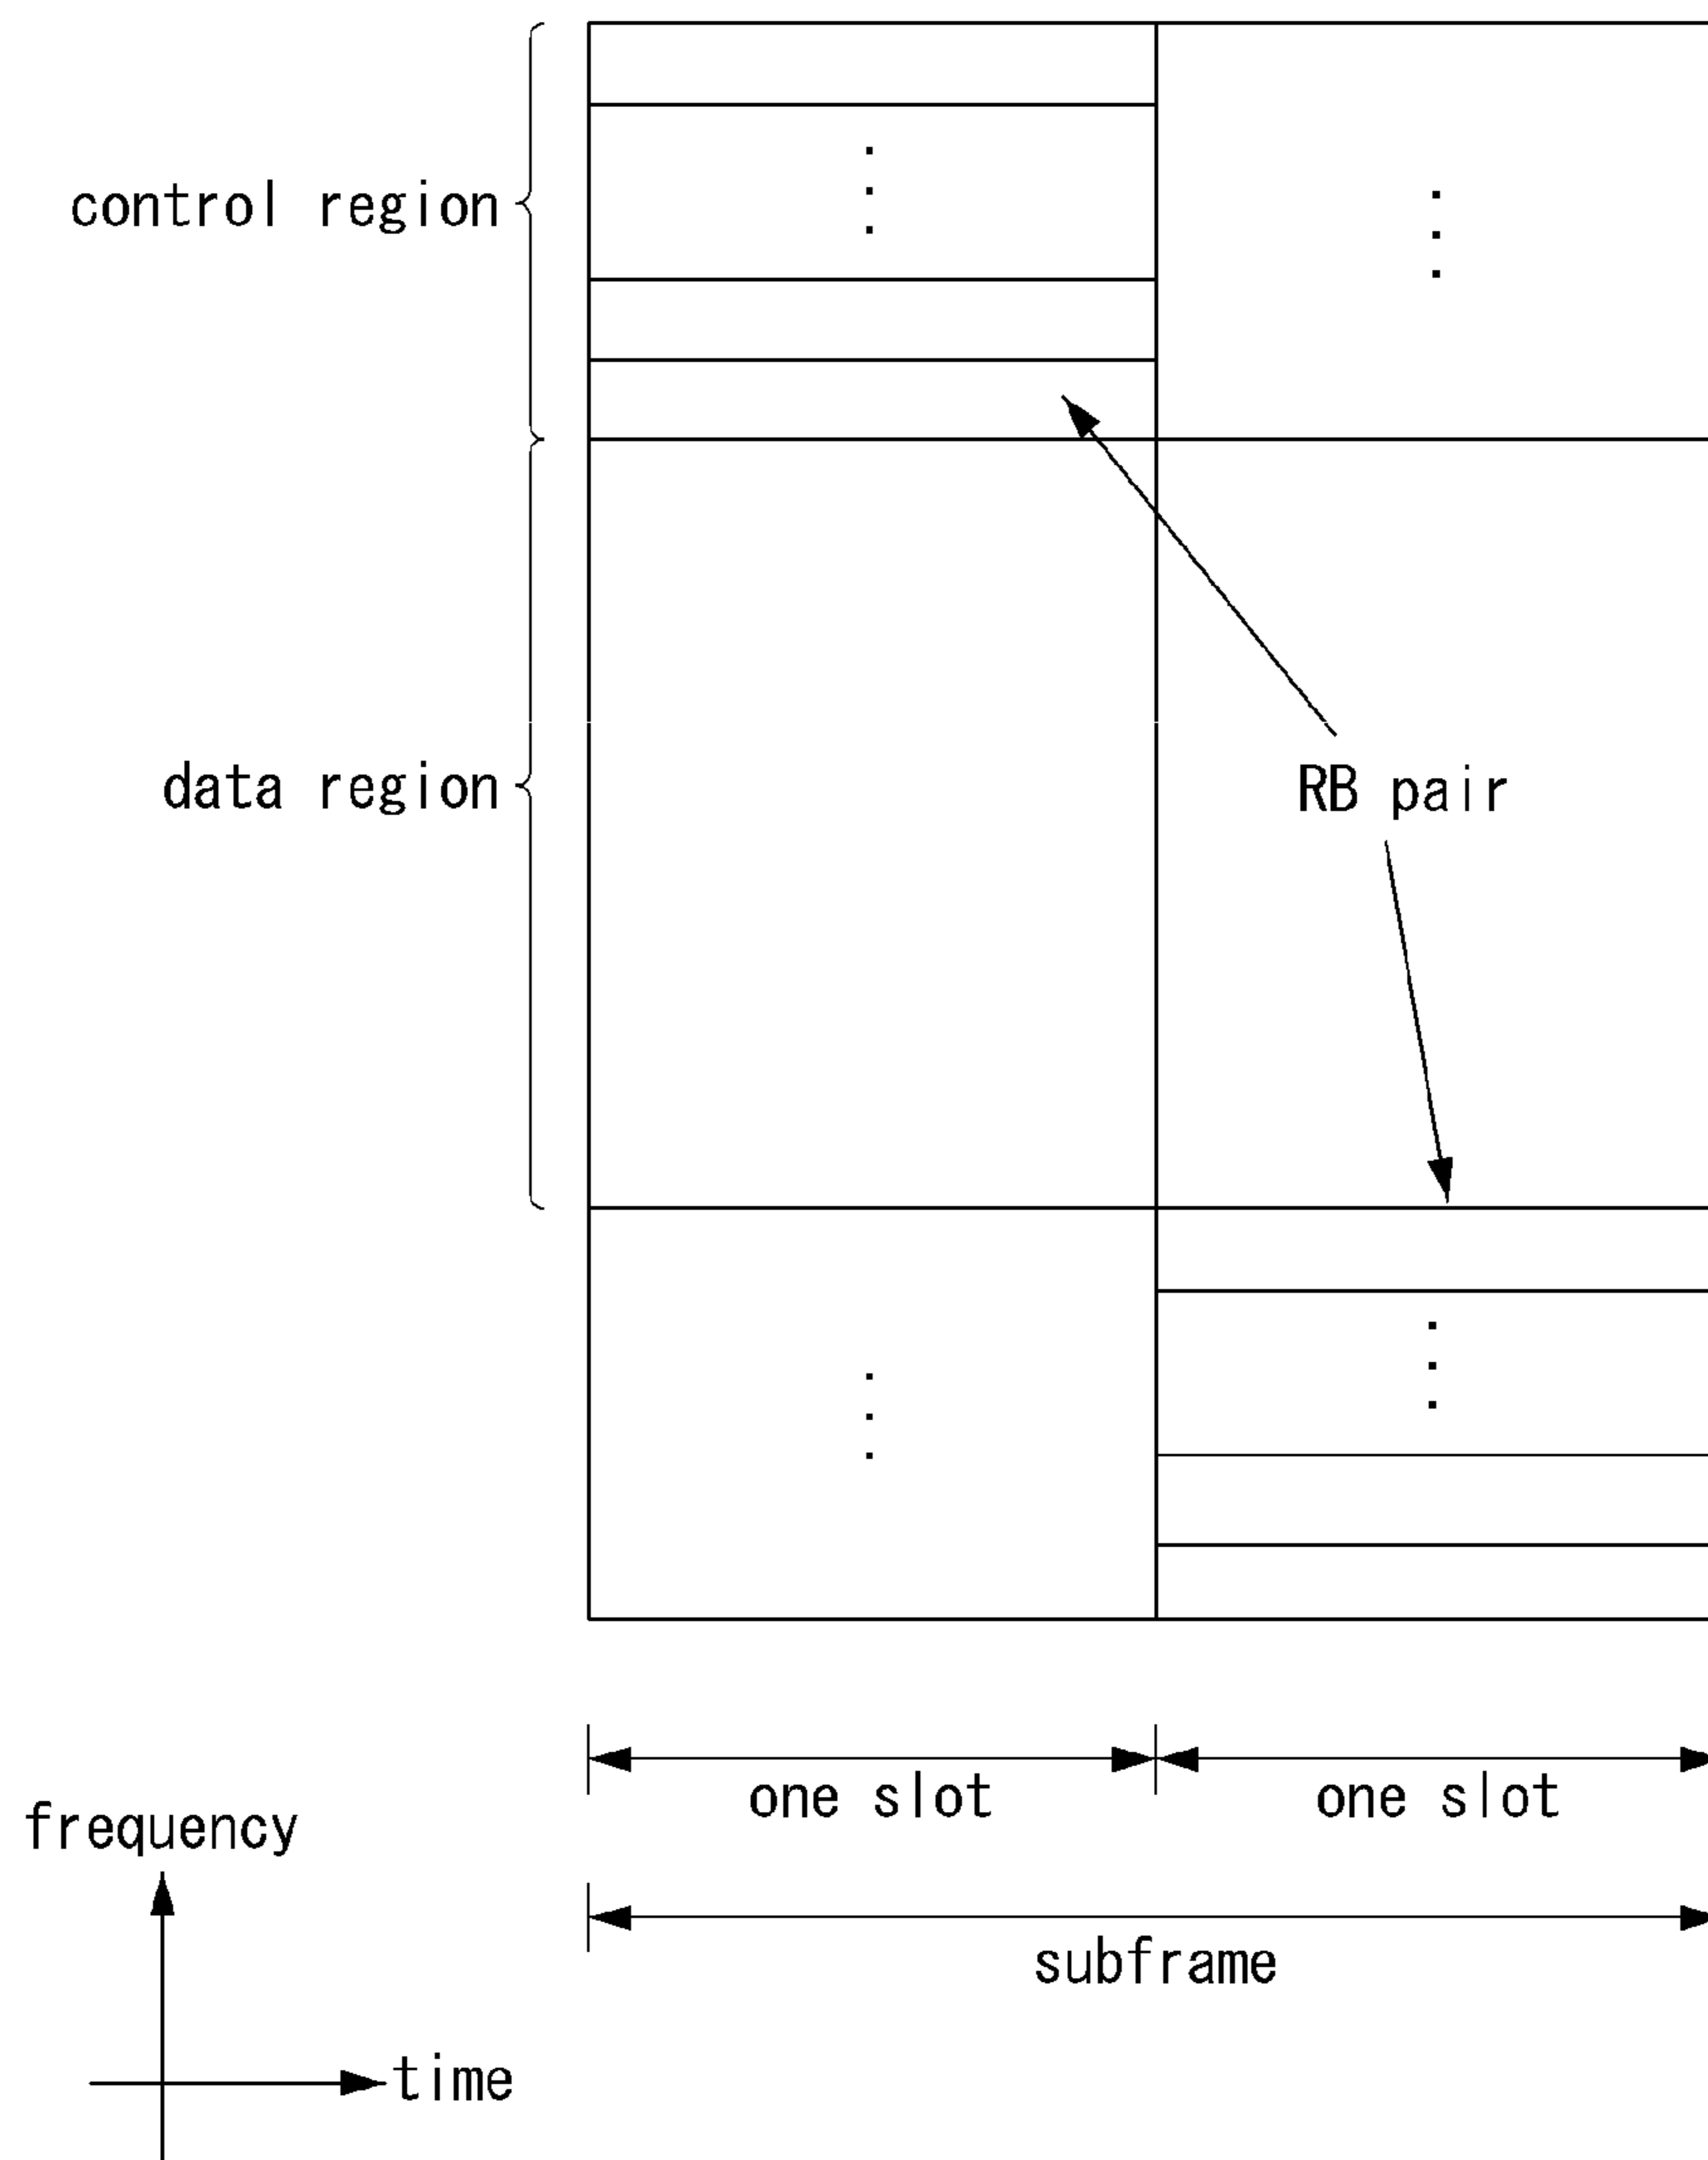 control region
data region
RB pair
one slot
one slot
frequency
subframe
time